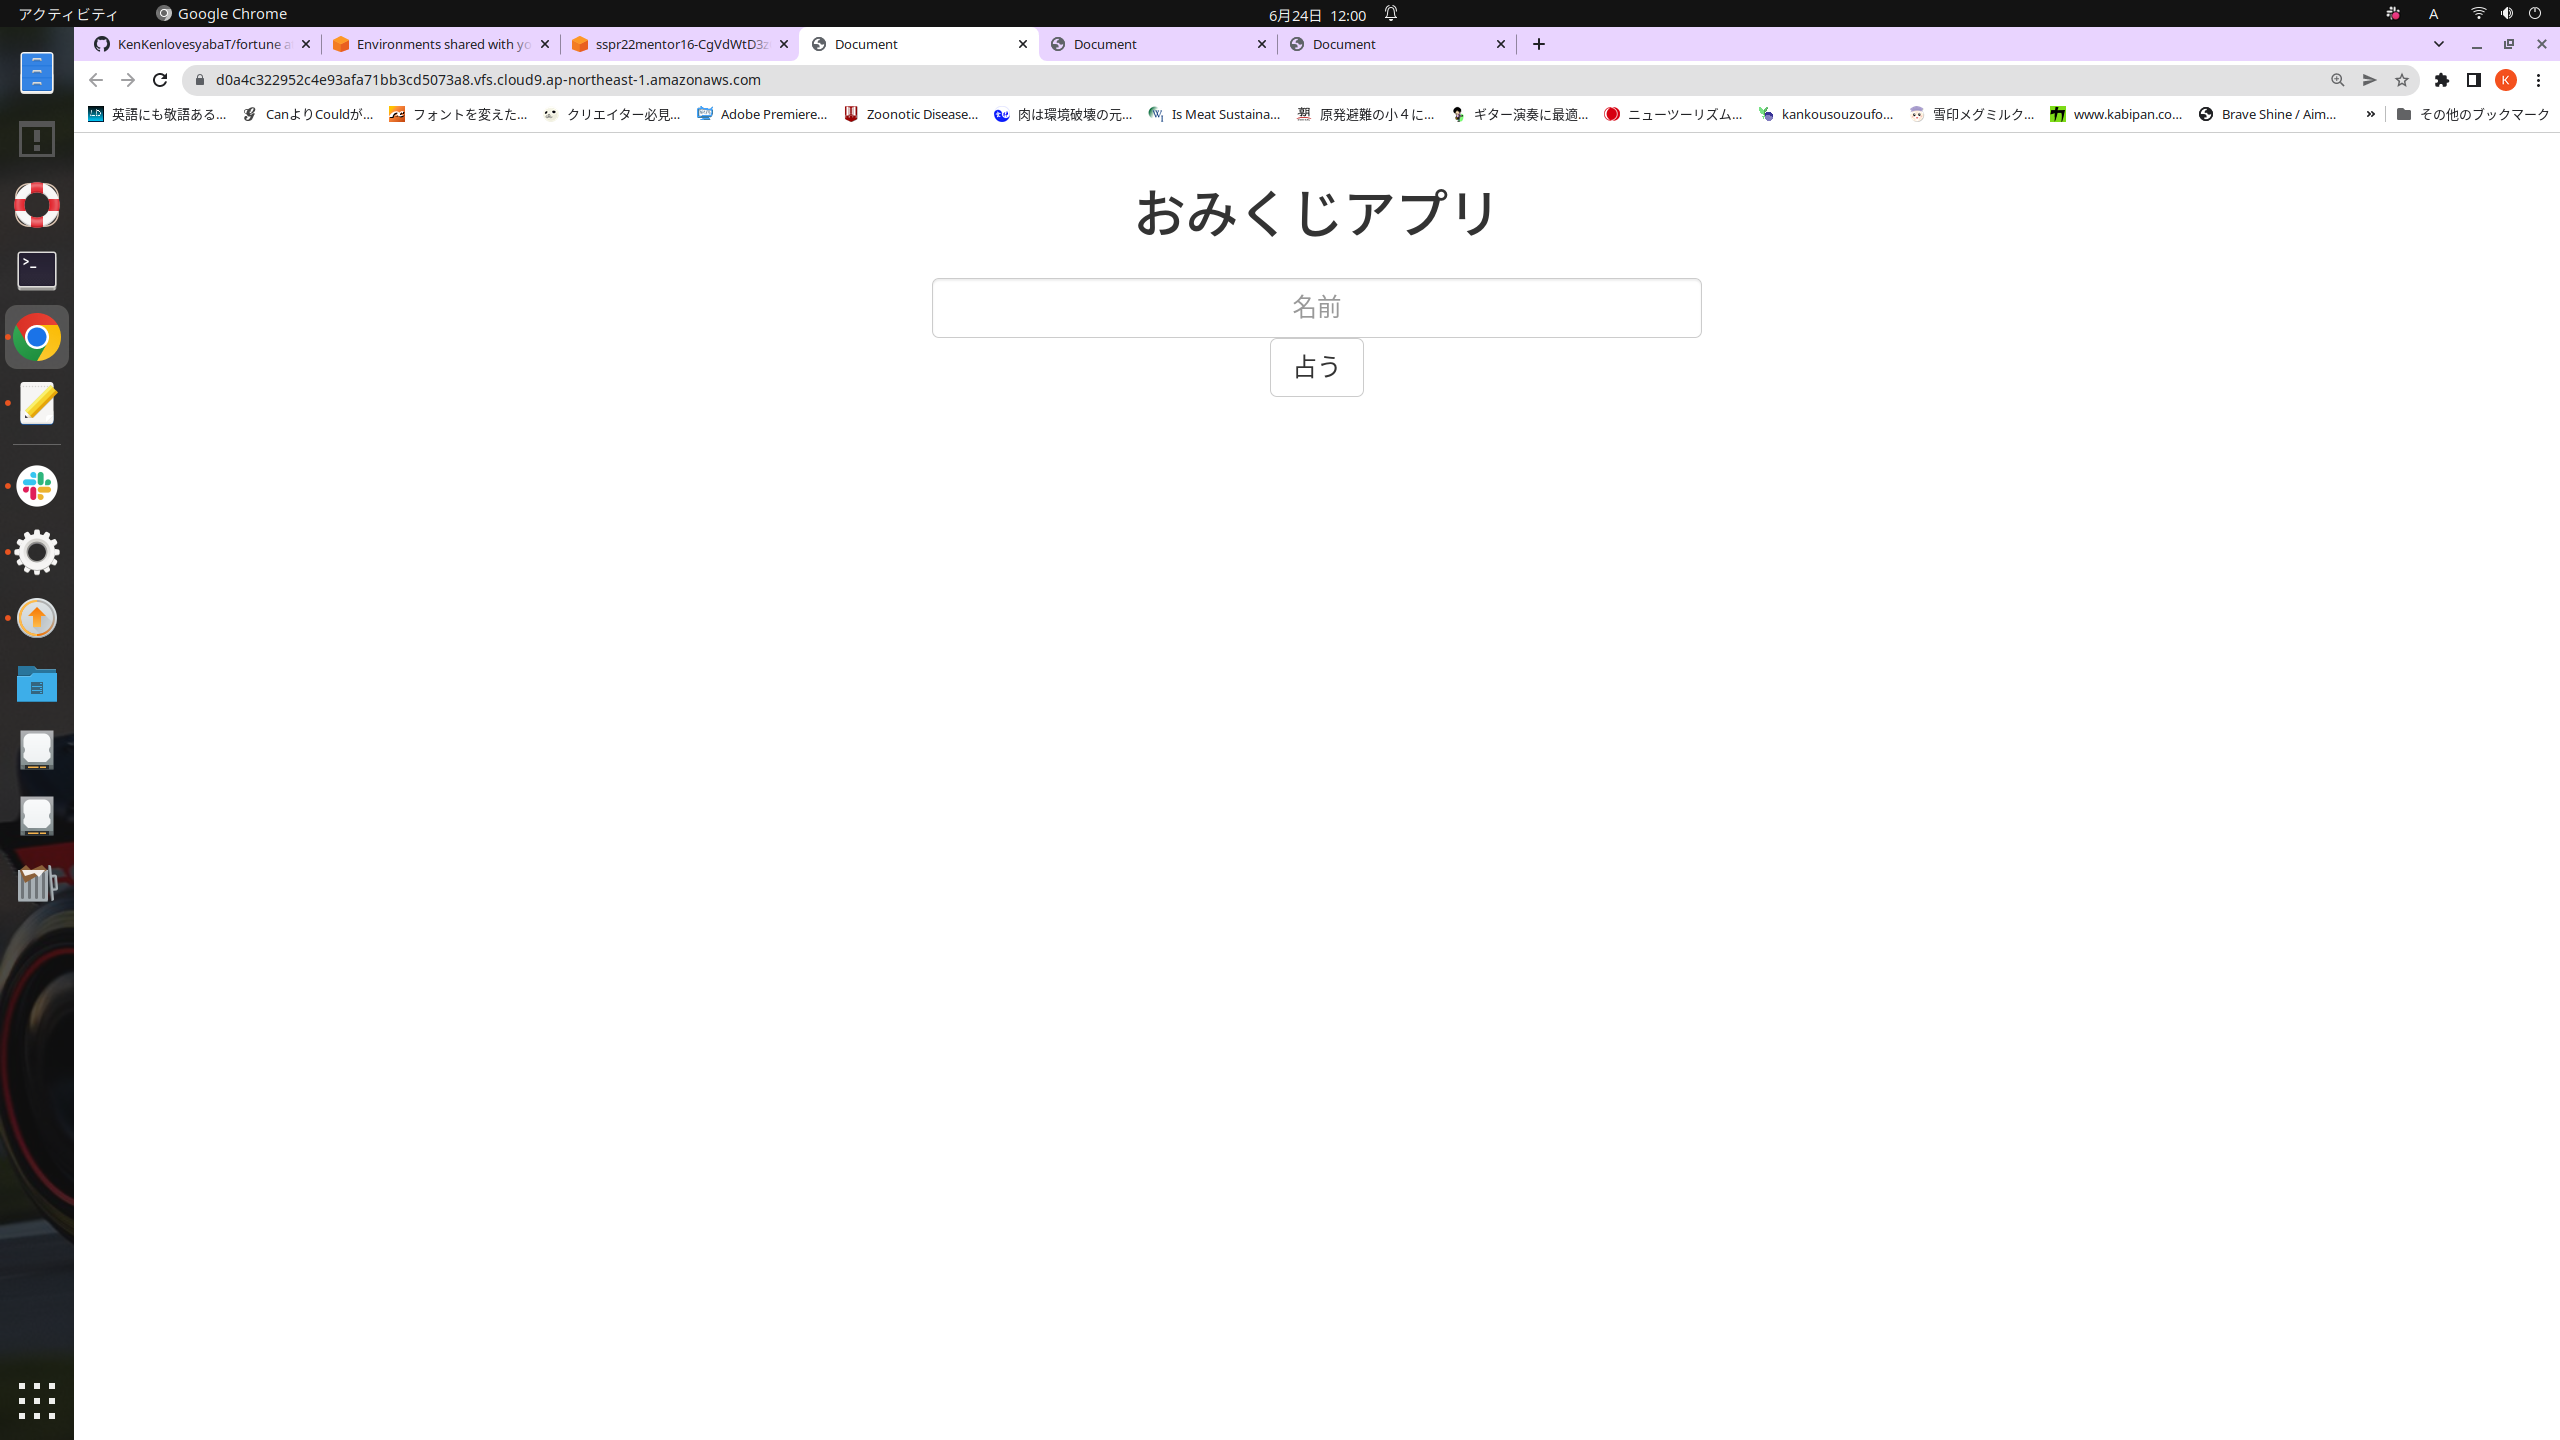 アクティビティ
Google Chrome
6月24日 12:00
A
KenKenlovesyabaT/fortune
Environments shared with
sspr22mentor16-CgVdWtD3
Document
Document
Document
d0a4c322952c4e93afa71bb3cd5073a8.vfs.cloud9.ap-northeast-1.amazonaws.com
K
英語にも敬語ある...
CanよりCouldが...
フォントを変えた...
クリエイター必見...
Adobe Premiere...
Zoonotic Disease...
肉は環境破壊の元...
Is Meat Sustaina...
原発避難の小４に...
ギター演奏に最適...
ニューツーリズム...
kankousouzoufo...
雪印メグミルク...
www.kabipan.co...
Brave Shine / Aim...
»
その他のブックマーク
おみくじアプリ
名前
占う